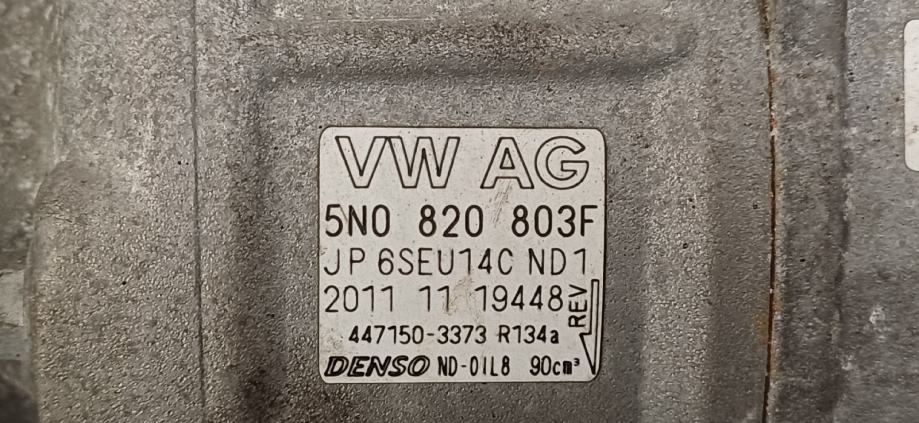 VW AG
5N0 820 803F
JP 6SEU14C ND1
2011 11 19448
REV
447150-3373 R134a
DENSO ND-OIL8 90cm³